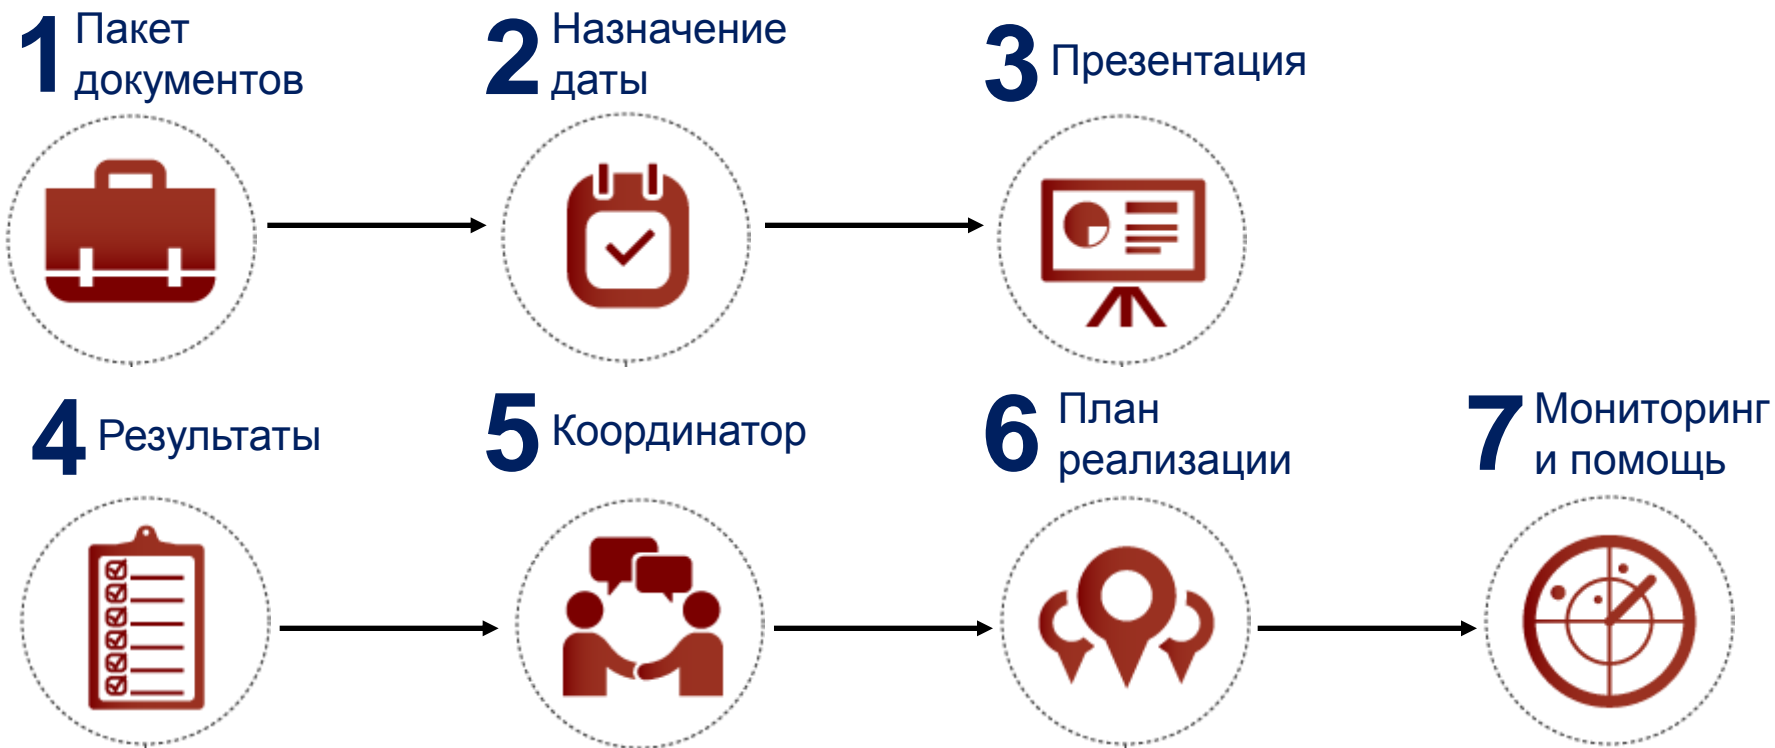 1 Пакет
документов
2 Назначение
даты
3 Презентация
4 Результаты
5 Координатор
6 План
реализации
7 Мониторинг
и помощь